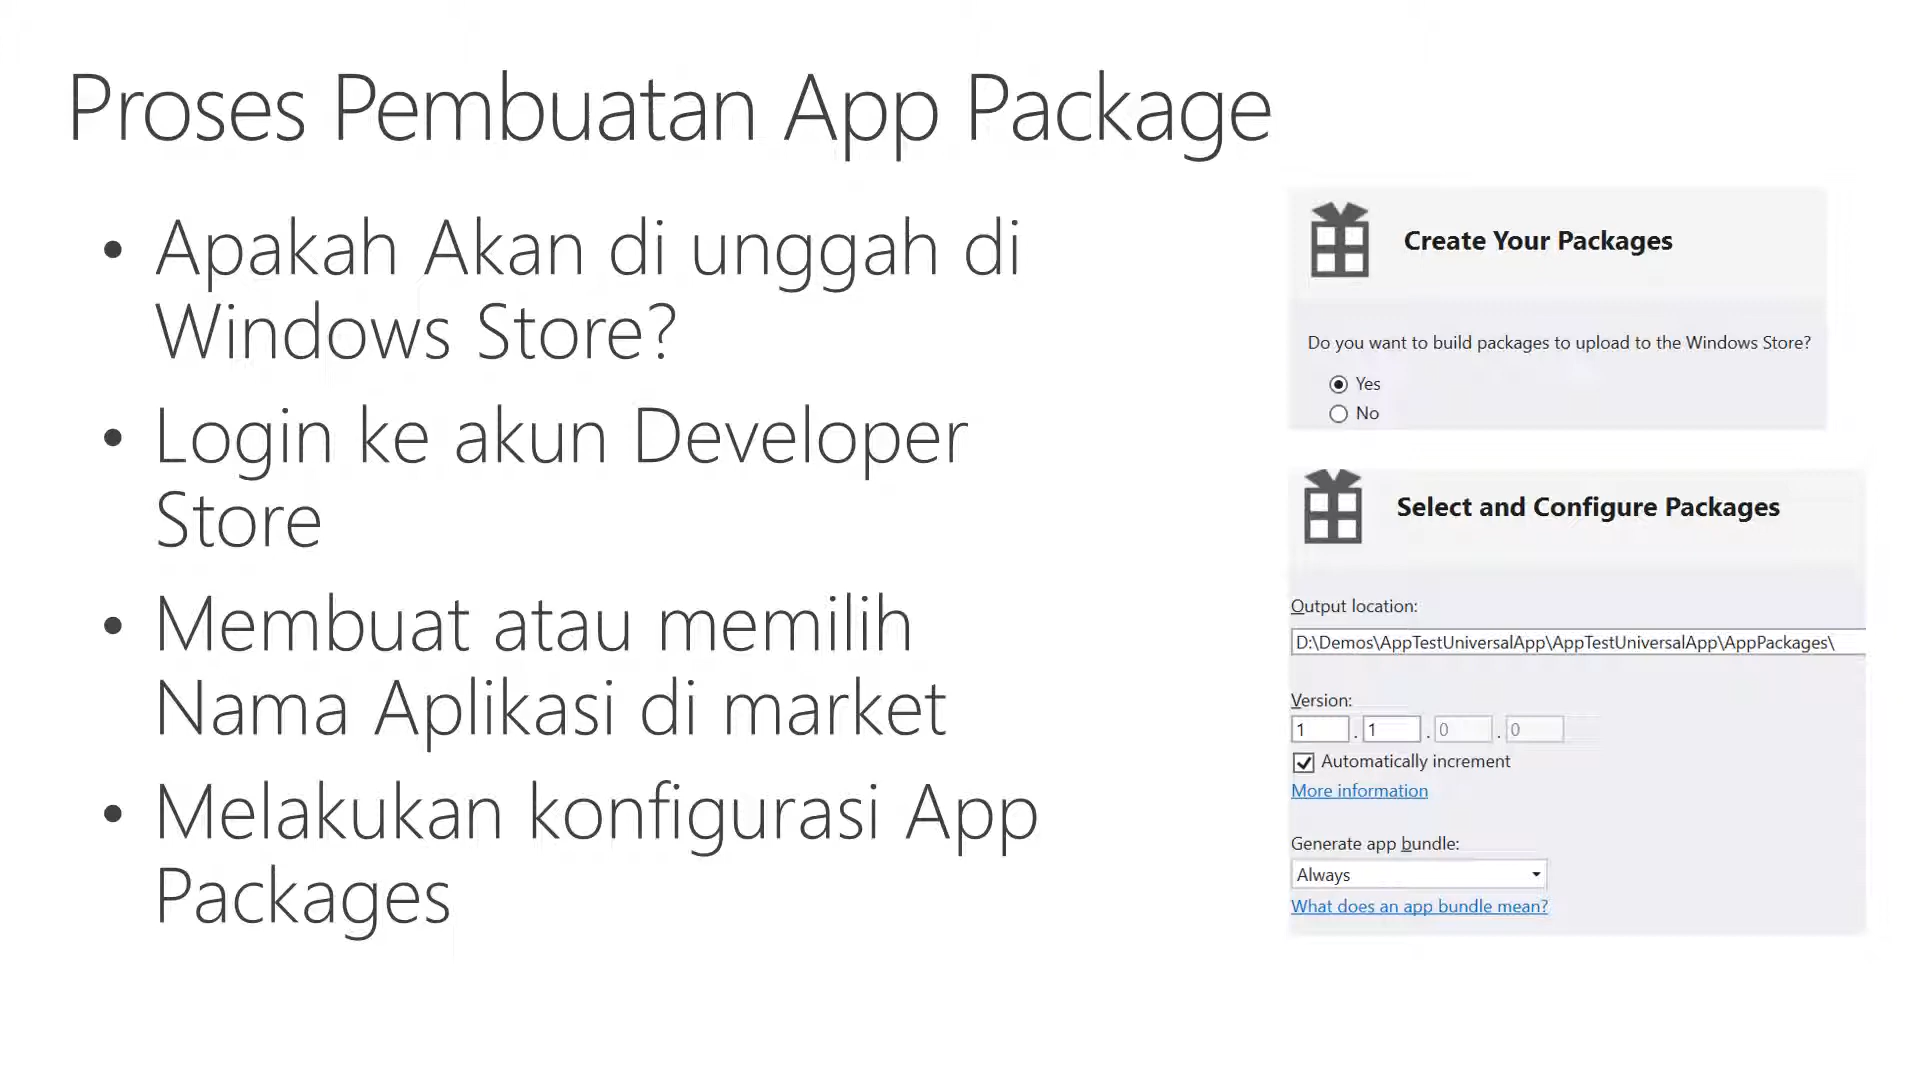 Proses Pembuatan App Package
• Apakah Akan di unggah di
Windows Store?
• Login ke akun Developer
Store
• Membuat atau memilih
Nama Aplikasi di market
• Melakukan konfigurasi App
Packages
Create Your Packages
Do you want to build packages to upload to the Windows Store?
Yes
No
Select and Configure Packages
Output location:
D:\Demos\AppTestUniversalApp\AppTestUniversalApp\AppPackages\
Version:
1 . 1 . 0 . 0
Automatically increment
More information
Generate app bundle:
Always
What does an app bundle mean?